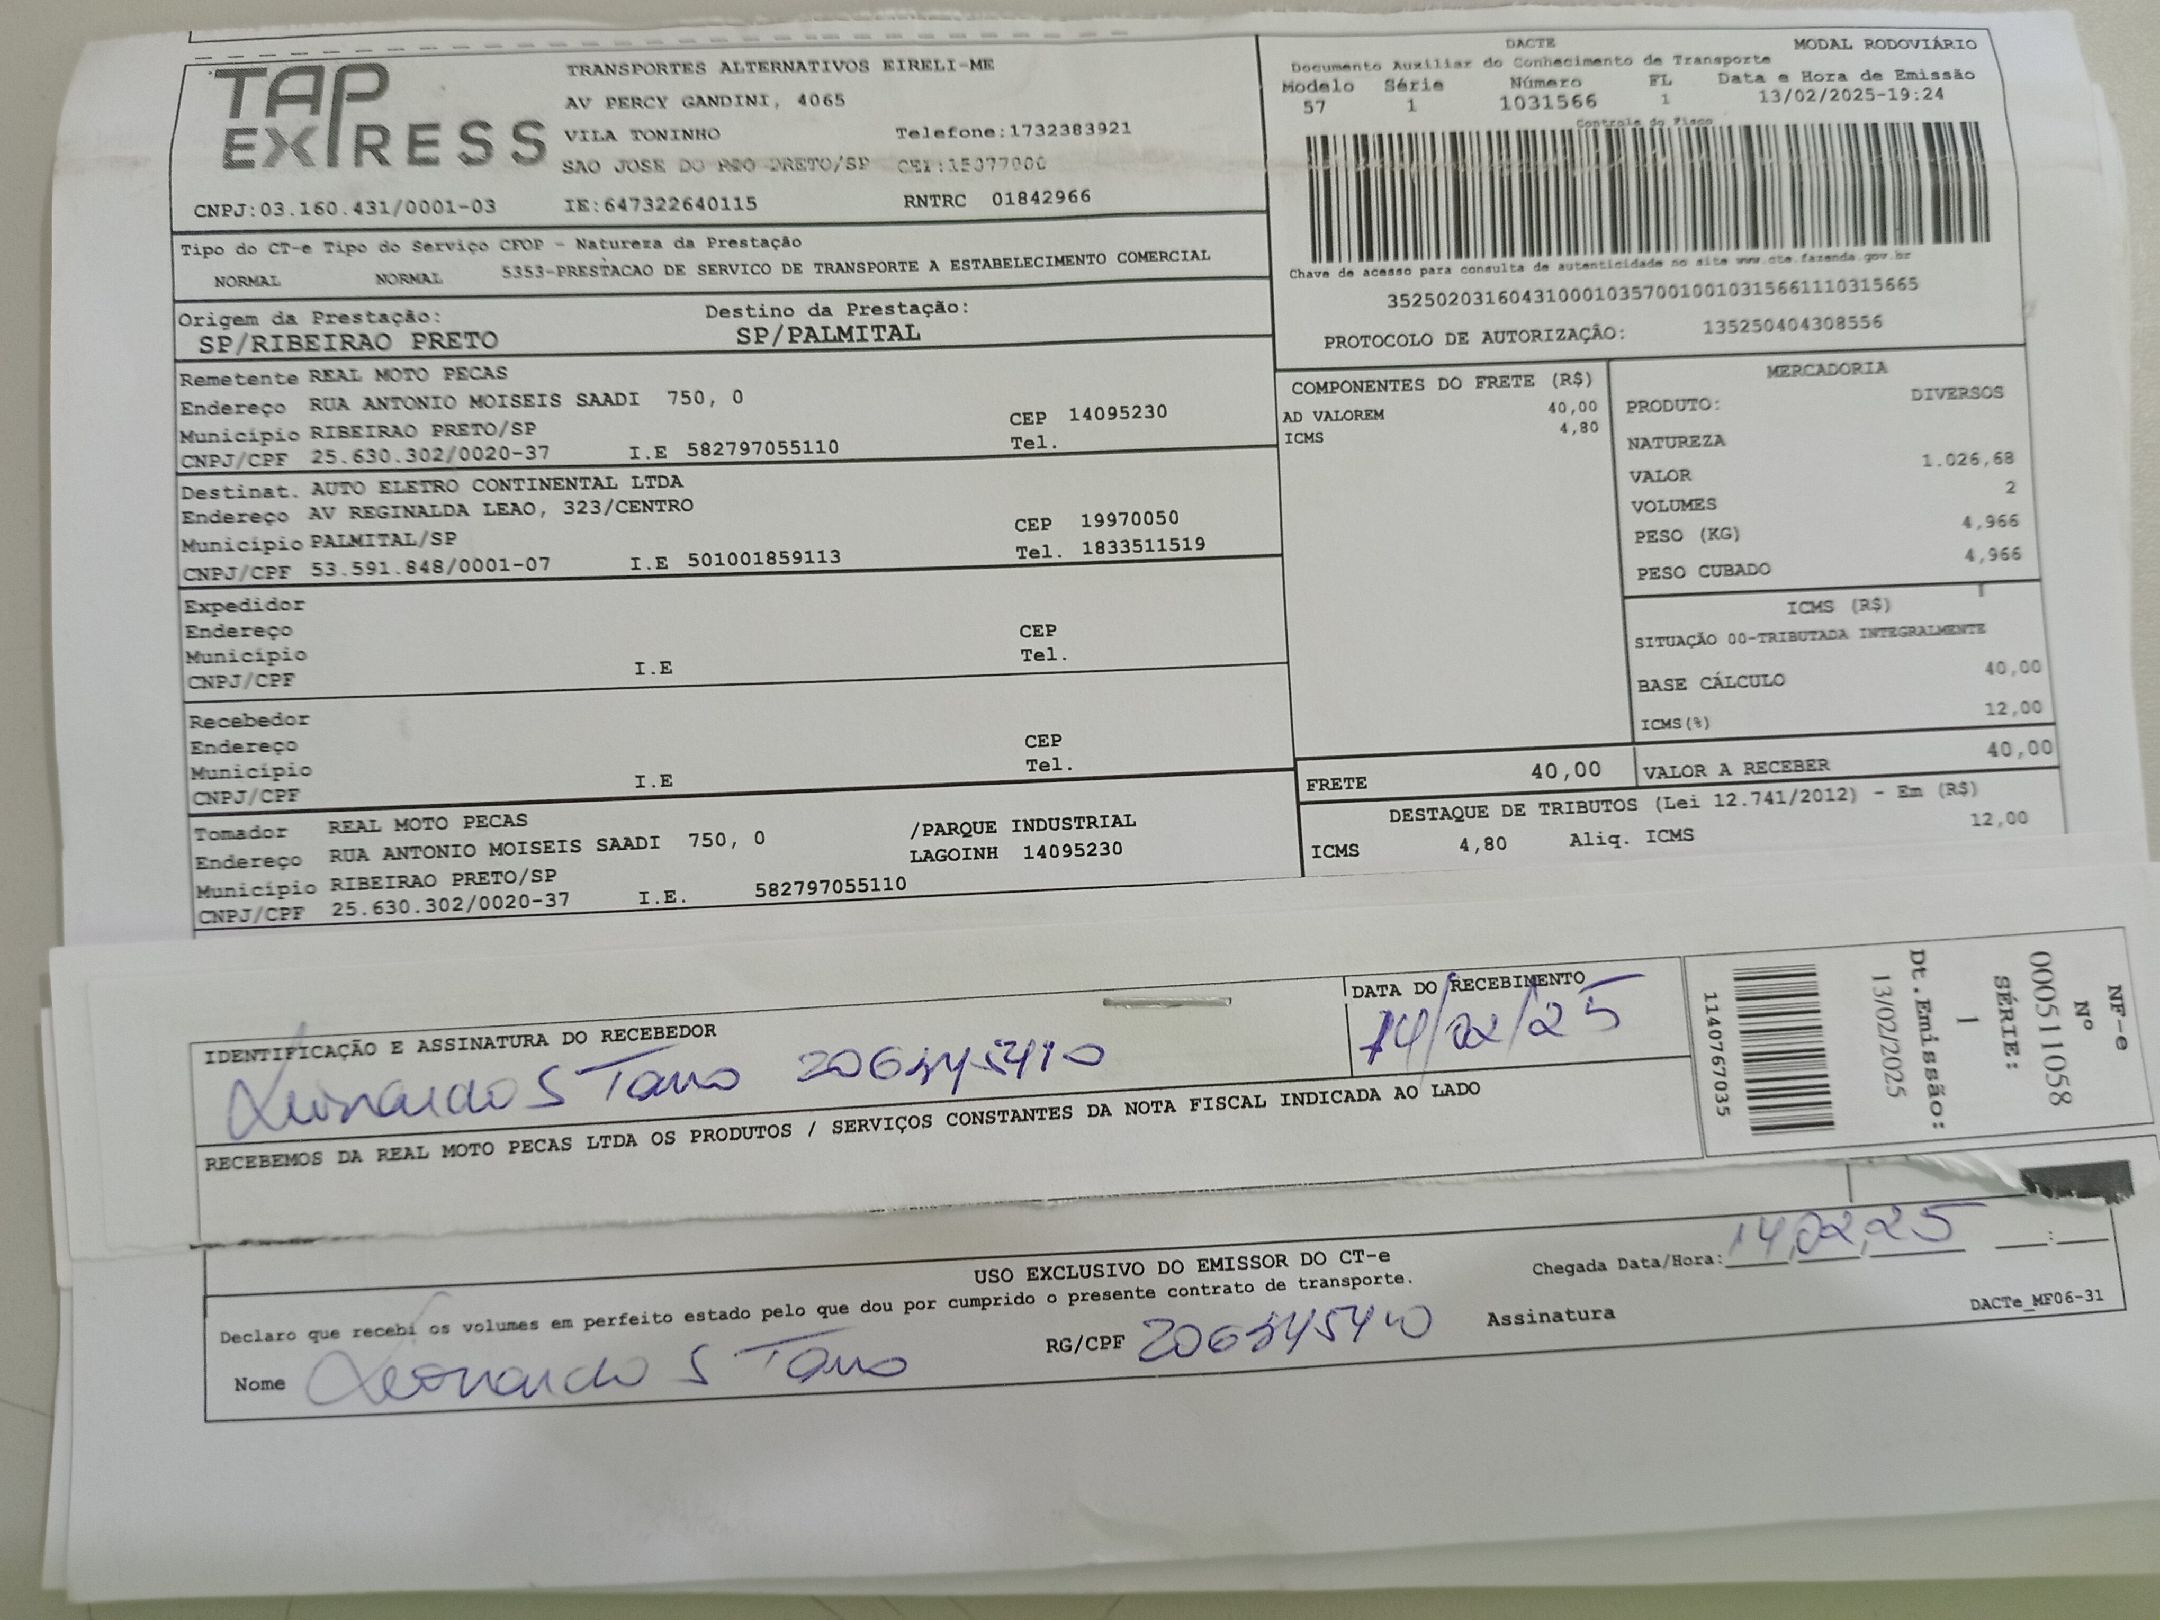 TAP EXPRESS
TRANSPORTES ALTERNATIVOS EIRELI-ME
AV PERCY GANDINI, 4065
VILA TONINHO Telefone:1732383921
SAO JOSE DO RIO PRETO/SP CEP:15077000
CNPJ:03.160.431/0001-03 IE:647322640115 RNTRC 01842966
DACTE MODAL RODOVIÁRIO
Documento Auxiliar do Conhecimento de Transporte
Modelo Série Número FL Data e Hora de Emissão
57 1 1031566 1 13/02/2025-19:24
Controle do Fisco
Chave de acesso para consulta de autenticidade no site www.cte.fazenda.gov.br
35250203160431000103570010010315661110315665
PROTOCOLO DE AUTORIZAÇÃO: 135250404308556
Tipo do CT-e Tipo do Serviço CFOP - Natureza da Prestação
NORMAL NORMAL 5353-PRESTACAO DE SERVICO DE TRANSPORTE A ESTABELECIMENTO COMERCIAL
Origem da Prestação: Destino da Prestação:
SP/RIBEIRAO PRETO SP/PALMITAL
Remetente REAL MOTO PECAS
Endereço RUA ANTONIO MOISEIS SAADI 750, 0 CEP 14095230
Município RIBEIRAO PRETO/SP Tel.
CNPJ/CPF 25.630.302/0020-37 I.E 582797055110
Destinat. AUTO ELETRO CONTINENTAL LTDA
Endereço AV REGINALDA LEAO, 323/CENTRO CEP 19970050
Município PALMITAL/SP Tel. 1833511519
CNPJ/CPF 53.591.848/0001-07 I.E 501001859113
Expedidor
Endereço CEP
Município Tel.
CNPJ/CPF I.E
Recebedor
Endereço CEP
Município Tel.
CNPJ/CPF I.E
Tomador REAL MOTO PECAS /PARQUE INDUSTRIAL
Endereço RUA ANTONIO MOISEIS SAADI 750, 0 LAGOINH 14095230
Município RIBEIRAO PRETO/SP
CNPJ/CPF 25.630.302/0020-37 I.E. 582797055110
COMPONENTES DO FRETE (R$)
AD VALOREM 40,00
ICMS 4,80
MERCADORIA
PRODUTO: DIVERSOS
NATUREZA
VALOR 1.026,68
VOLUMES 2
PESO (KG) 4,966
PESO CUBADO 4,966
ICMS (R$)
SITUAÇÃO 00-TRIBUTADA INTEGRALMENTE
BASE CÁLCULO 40,00
ICMS(%) 12,00
FRETE 40,00 VALOR A RECEBER 40,00
DESTAQUE DE TRIBUTOS (Lei 12.741/2012) - Em (R$)
ICMS 4,80 Aliq. ICMS 12,00
IDENTIFICAÇÃO E ASSINATURA DO RECEBEDOR
Leonardo S
DATA DO RECEBIMENTO
14/02/25
RECEBEMOS DA REAL MOTO PECAS LTDA OS PRODUTOS / SERVIÇOS CONSTANTES DA NOTA FISCAL INDICADA AO LADO
NF-e
Nº
000511058
SÉRIE:
1
Dt.Emissão:
13/02/2025
1140767035
USO EXCLUSIVO DO EMISSOR DO CT-e
Declaro que recebi os volumes em perfeito estado pelo que dou por cumprido o presente contrato de transporte.
Chegada Data/Hora: 14,02,25 :
Nome Leonardo S RG/CPF Assinatura
DACTe_MF06-31